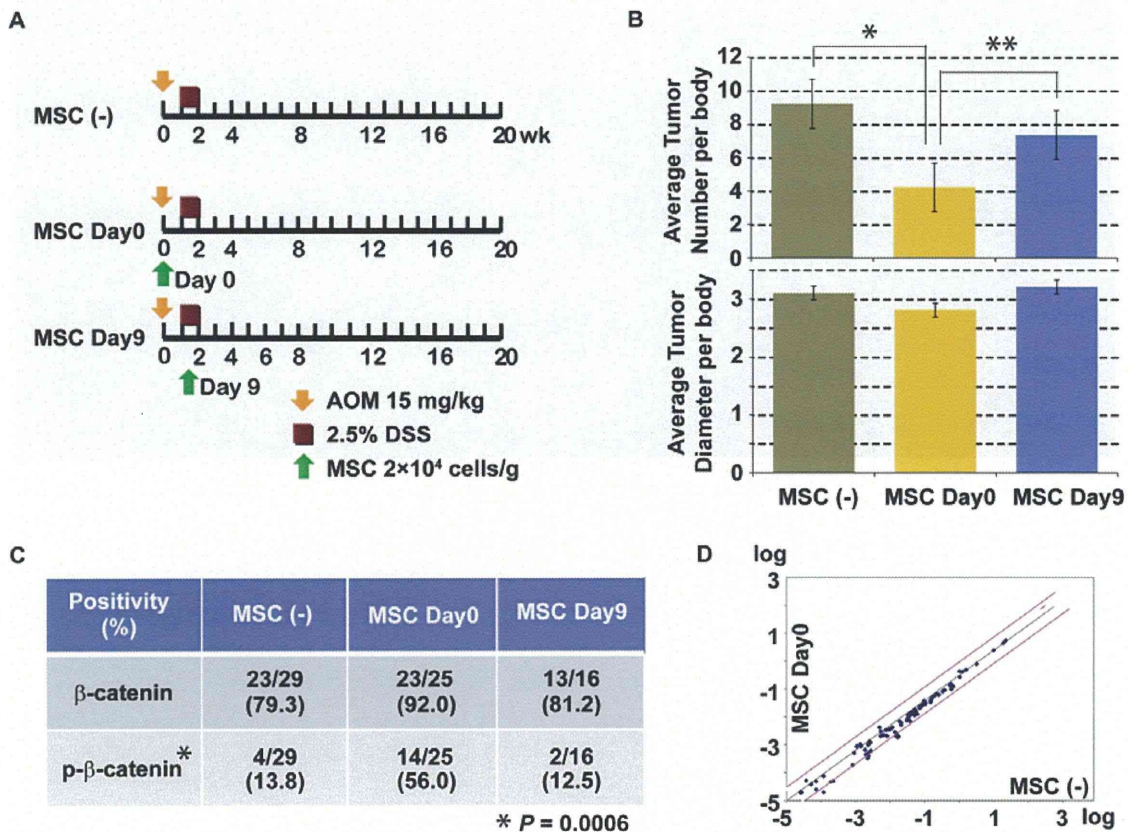 A
MSC (-)
0 2 4 8 12 16 20 wk
MSC Day0
0 2 4 8 12 16 20
Day 0
MSC Day9
0 2 4 8 12 16 20
Day 9
AOM 15 mg/kg
2.5% DSS
MSC 2×10⁴ cells/g
B
* **
Average Tumor
Number per body
12
10
8
6
4
2
0
Average Tumor
Diameter per body
3
2
1
0
MSC (-) MSC Day0 MSC Day9
C
Positivity (%) MSC (-) MSC Day0 MSC Day9
β-catenin 23/29 (79.3) 23/25 (92.0) 13/16 (81.2)
p-β-catenin* 4/29 (13.8) 14/25 (56.0) 2/16 (12.5)
* P = 0.0006
D
log
3
1
-1
-3
-5
MSC Day0
MSC (-)
-5 -3 -1 1 3
log